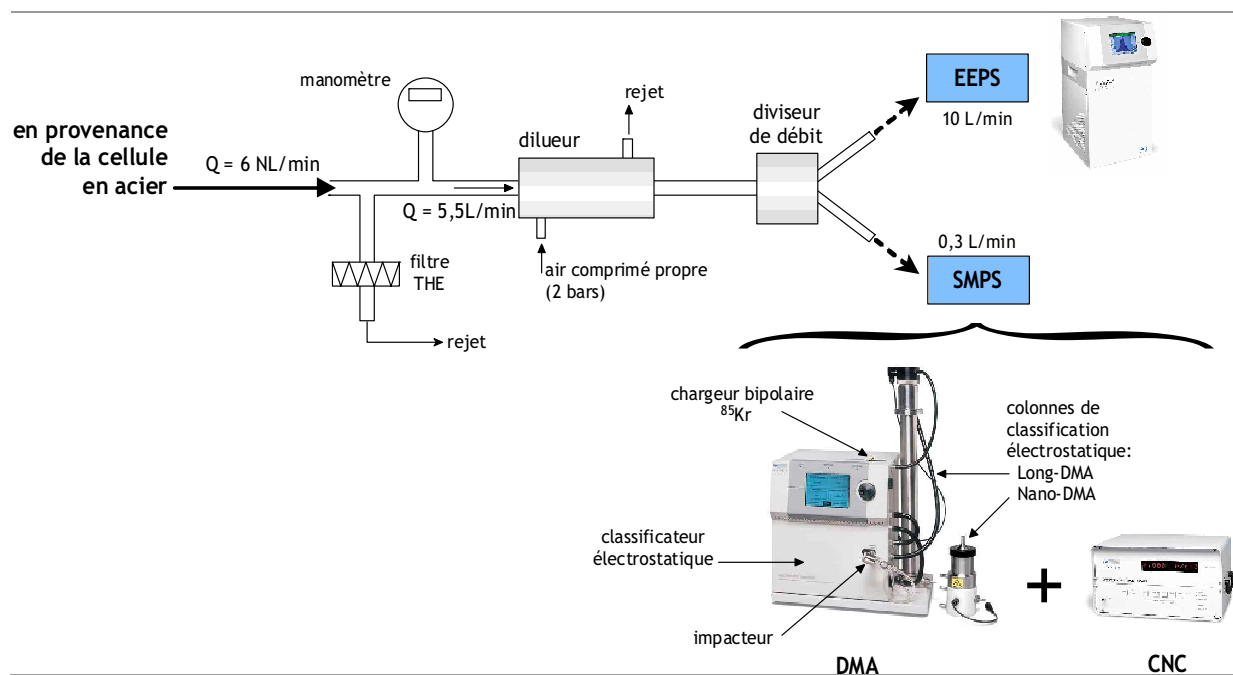 manomètre
rejet
EEPS
10 L/min
diviseur
de débit
dilueur
en provenance
de la cellule
en acier
Q = 6 NL/min
Q = 5,5L/min
filtre
THE
air comprimé propre
(2 bars)
rejet
0,3 L/min
SMPS
chargeur bipolaire
85Kr
colonnes de
classification
électrostatique:
Long-DMA
Nano-DMA
classificateur
électrostatique
impacteur
+
DMA
CNC